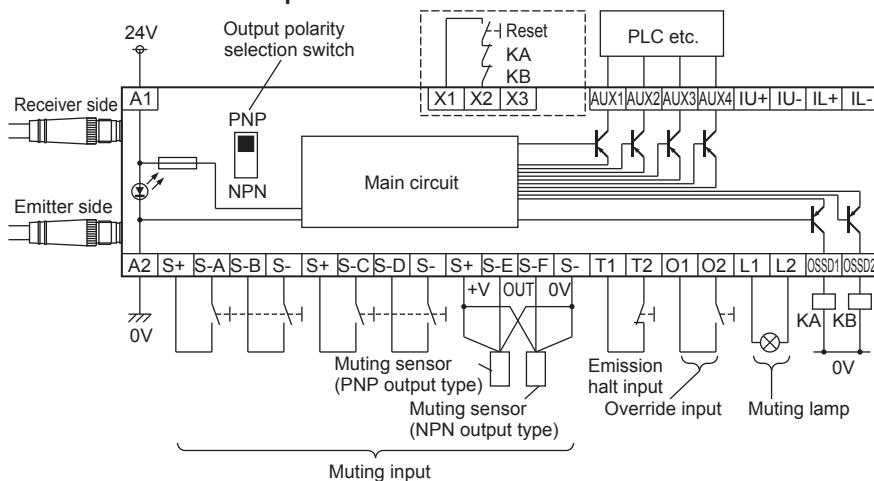 24V
Output polarity
selection switch
Reset
KA
KB
PLC etc.
A1
X1 X2 X3
AUX1 AUX2 AUX3 AUX4 IU+ IU- IL+ IL-
Receiver side
PNP
NPN
Main circuit
Emitter side
A2 S+ S-A S-B S- S+ S-C S-D S- S+ S-E S-F S- T1 T2 O1 O2 L1 L2 OSSD1 OSSD2
+V OUT 0V
0V
KA KB
0V
Muting sensor
(PNP output type)
Muting sensor
(NPN output type)
Emission
halt input
Override input
Muting lamp
Muting input